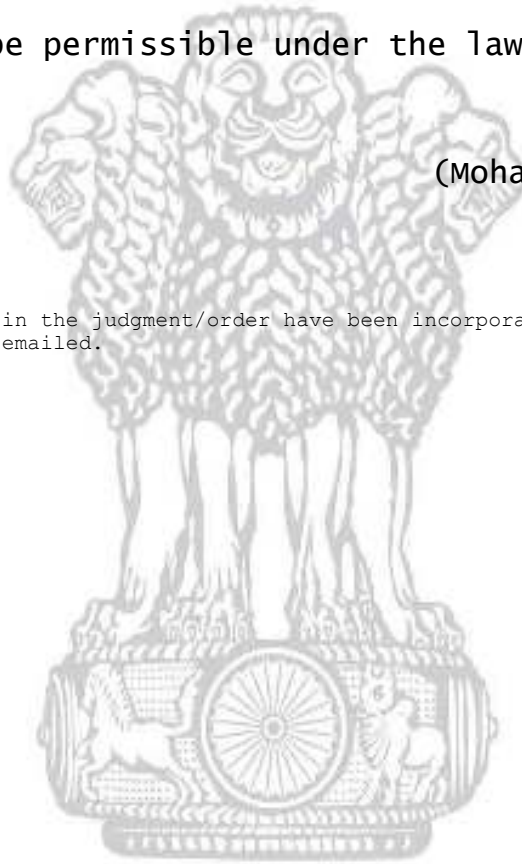 be permissible under the law
(Moha
in the judgment/order have been incorpora
emailed.